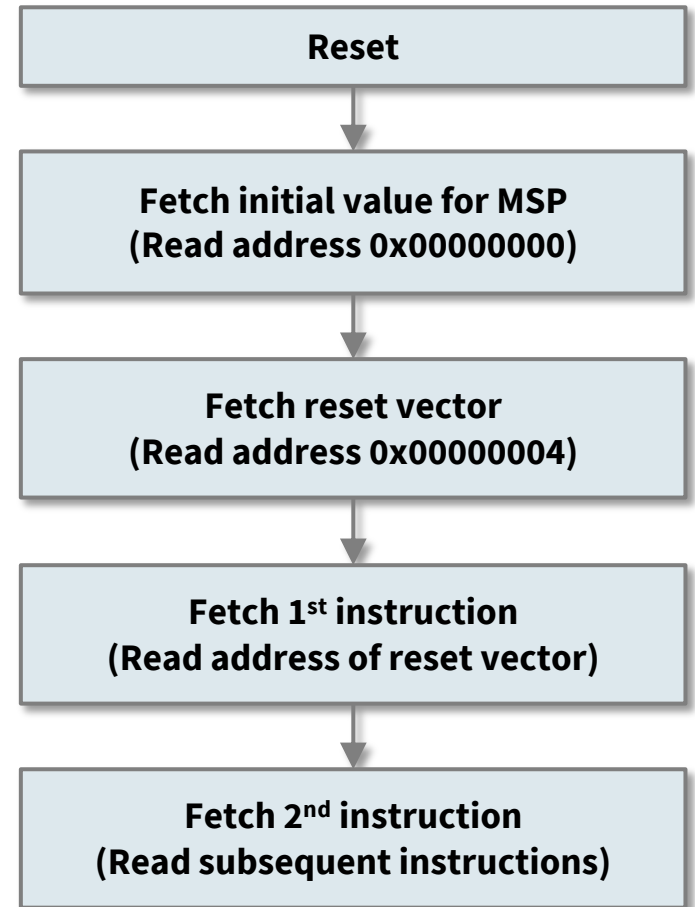 Reset
Fetch initial value for MSP
(Read address 0x00000000)
Fetch reset vector
(Read address 0x00000004)
Fetch 1st instruction
(Read address of reset vector)
Fetch 2nd instruction
(Read subsequent instructions)